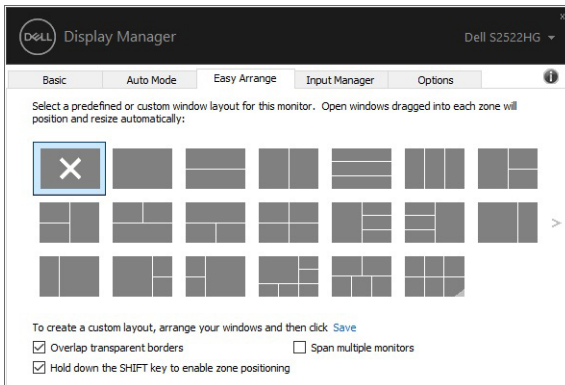 DELL Display Manager
Dell S2522HG
Basic Auto Mode Easy Arrange Input Manager Options
Select a predefined or custom window layout for this monitor. Open windows dragged into each zone will
position and resize automatically:
To create a custom layout, arrange your windows and then click Save
Overlap transparent borders
Span multiple monitors
Hold down the SHIFT key to enable zone positioning